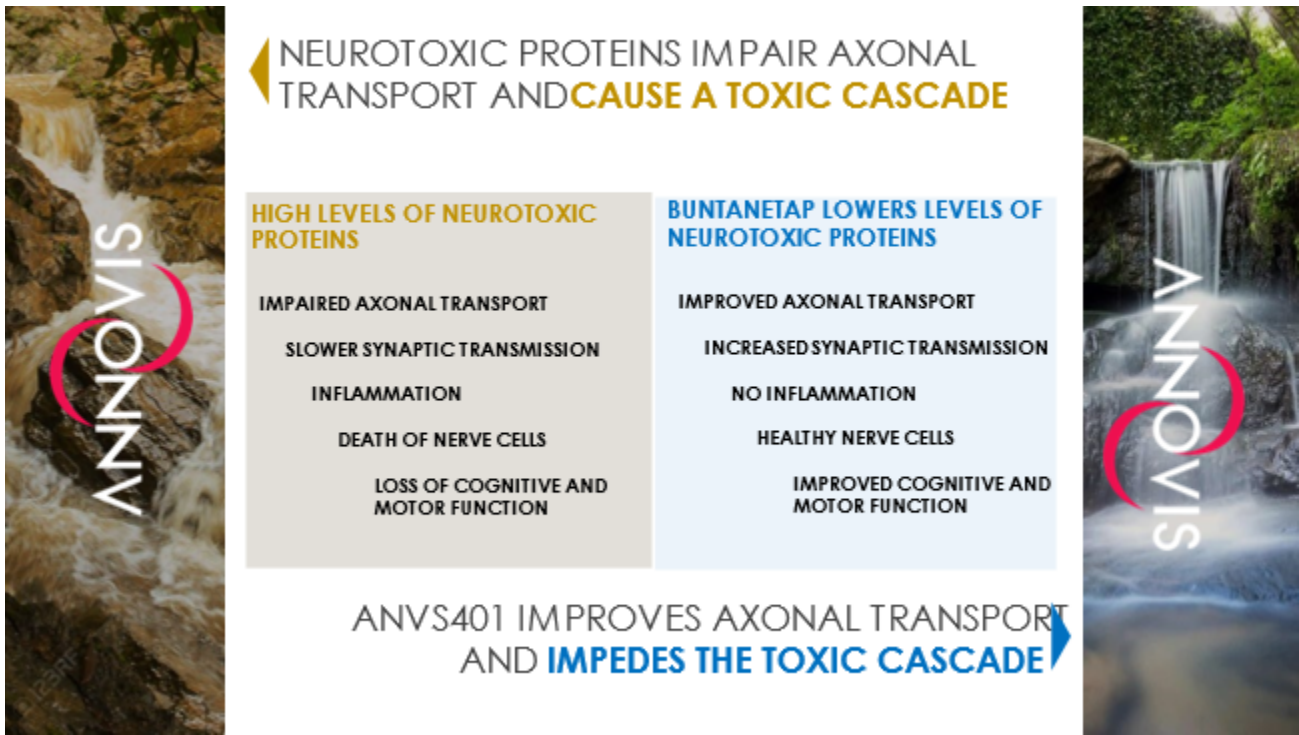 NEUROTOXIC PROTEINS IMPAIR AXONAL
TRANSPORT AND CAUSE A TOXIC CASCADE
HIGH LEVELS OF NEUROTOXIC
PROTEINS
IMPAIRED AXONAL TRANSPORT
SLOWER SYNAPTIC TRANSMISSION
INFLAMMATION
DEATH OF NERVE CELLS
LOSS OF COGNITIVE AND
MOTOR FUNCTION
BUNTANETAP LOWERS LEVELS OF
NEUROTOXIC PROTEINS
IMPROVED AXONAL TRANSPORT
INCREASED SYNAPTIC TRANSMISSION
NO INFLAMMATION
HEALTHY NERVE CELLS
IMPROVED COGNITIVE AND
MOTOR FUNCTION
ANVS401 IMPROVES AXONAL TRANSPORT
AND IMPEDES THE TOXIC CASCADE
ANNOVIS
ANNOVIS